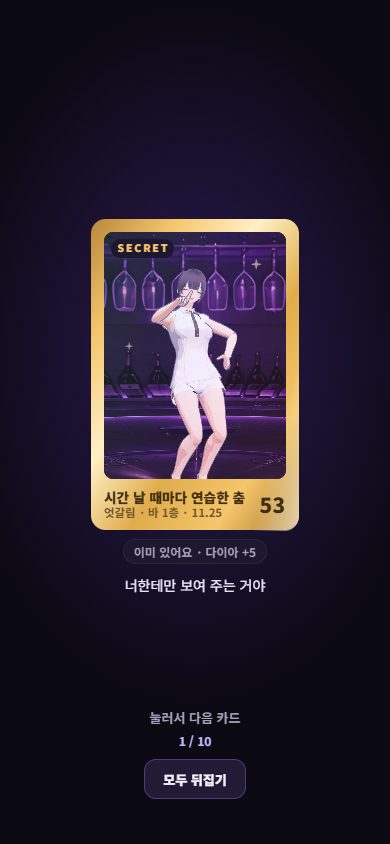 SECRET
시간 날 때마다 연습한 춤
엇갈림 · 바 1층 · 11.25
53
이미 있어요 · 다이아 +5
너한테만 보여 주는 거야
눌러서 다음 카드
1 / 10
모두 뒤집기